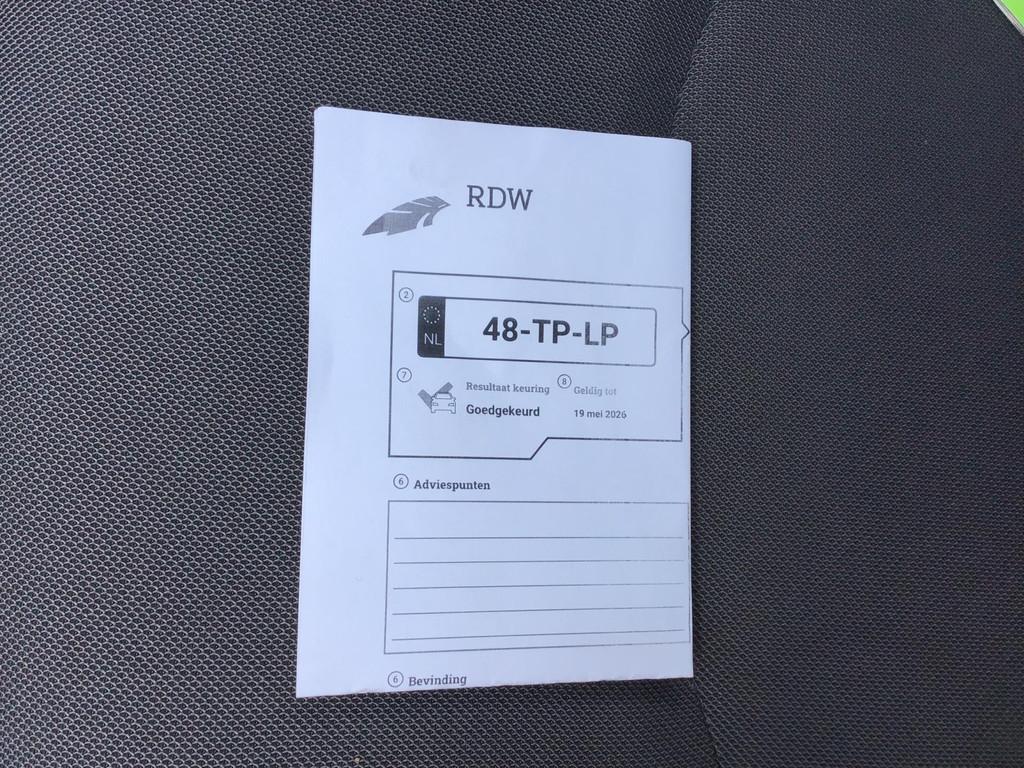 RDW
2
NL
48-TP-LP
7
Resultaat keuring
8
Geldig tot
Goedgekeurd
19 mei 2026
6 Adviespunten
6 Bevinding